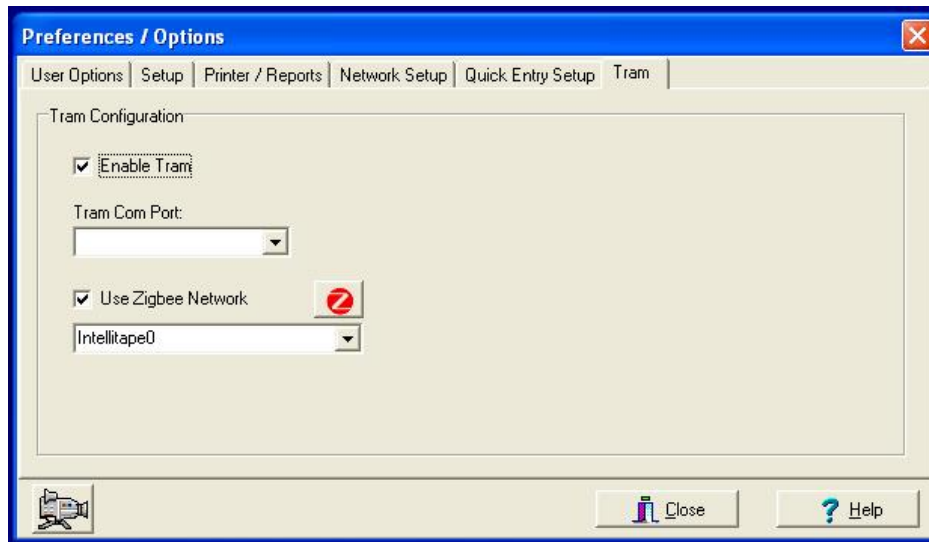 Preferences / Options
User Options Setup Printer / Reports Network Setup Quick Entry Setup Tram
Tram Configuration
Enable Tram
Tram Com Port:
Use Zigbee Network
Intellitape0
Close Help